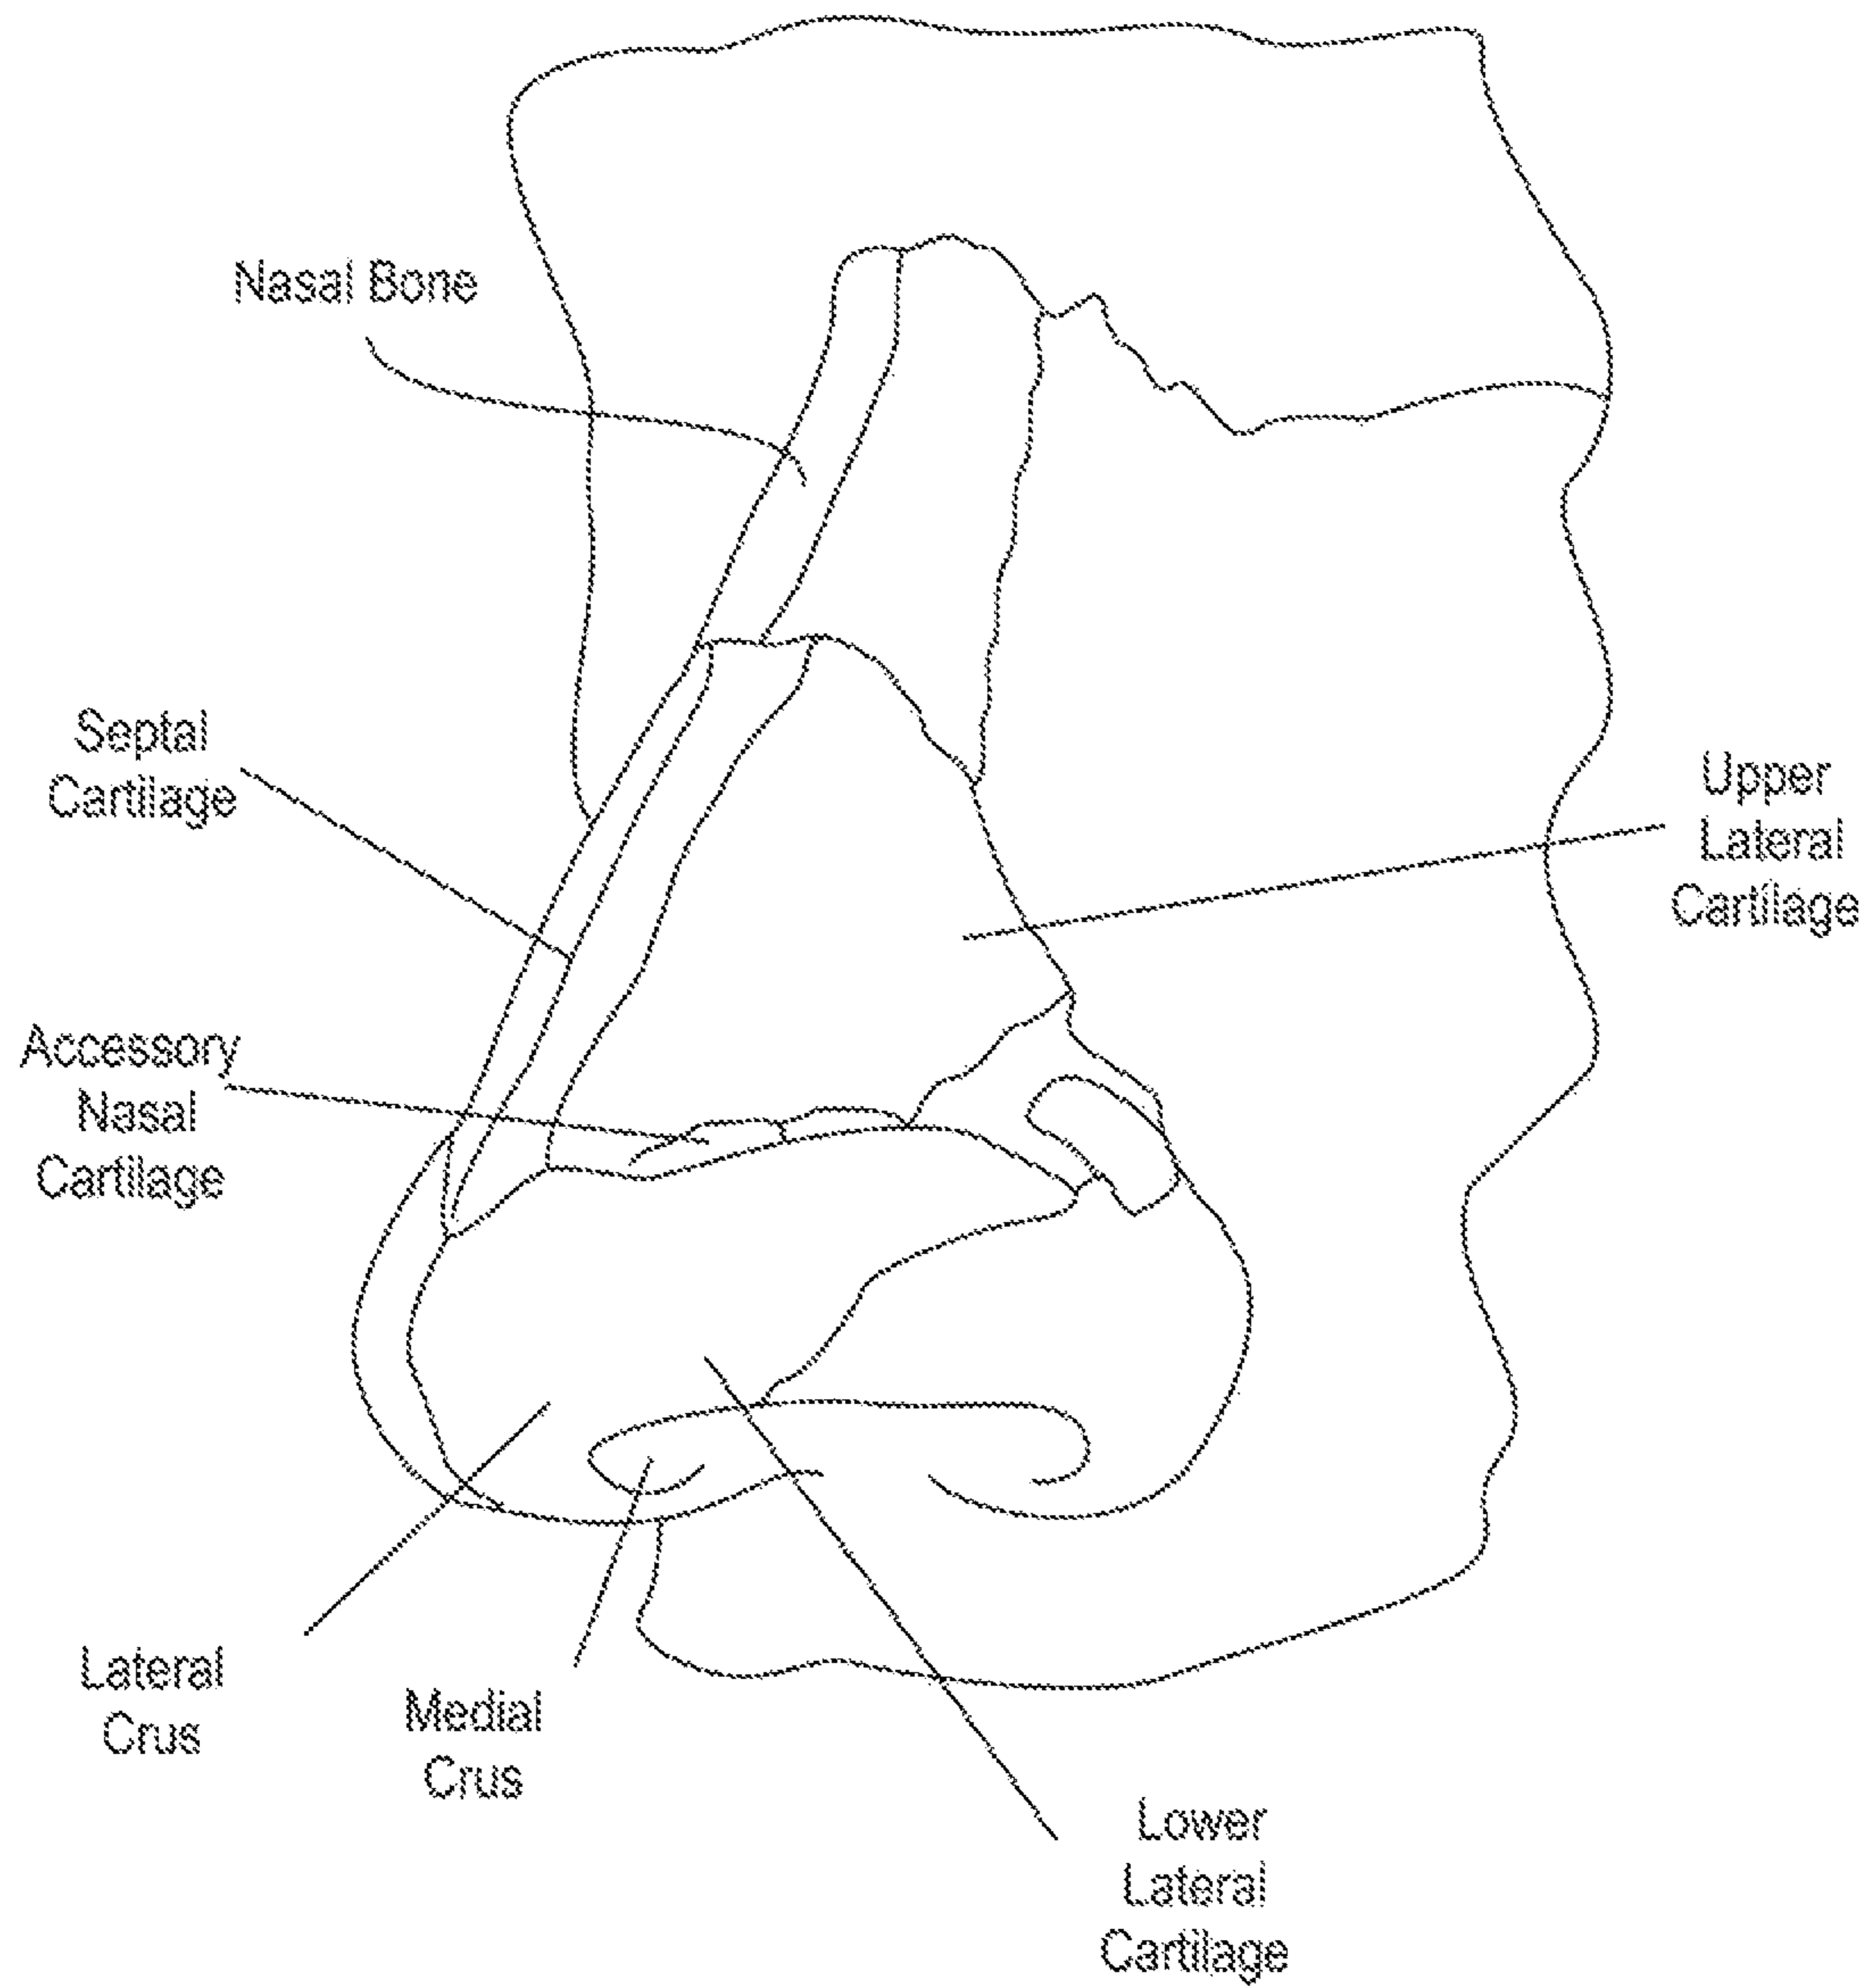 Nasal Bone
Septal
Cartilage
Upper
Lateral
Cartilage
Accessory
Nasal
Cartilage
Lateral
Crus
Medial
Crus
Lower
Lateral
Cartilage